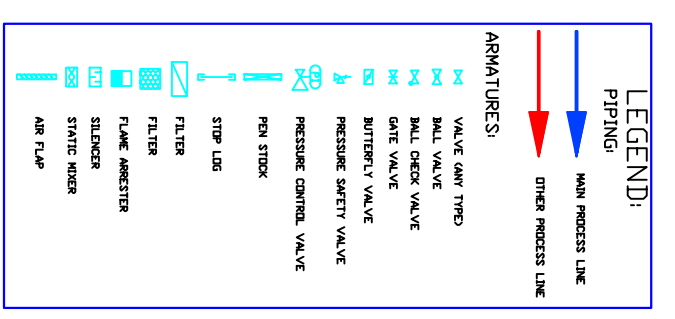 LEGEND:
PIPING:
MAIN PROCESS LINE
OTHER PROCESS LINE
ARMATURES:
VALVE (ANY TYPE)
BALL VALVE
BALL CHECK VALVE
GATE VALVE
BUTTERFLY VALVE
PRESSURE SAFETY VALVE
PRESSURE CONTROL VALVE
PEN STOCK
STOP LOG
FILTER
FILTER
FLAME ARRESTER
SILENCER
STATIC MIXER
AIR FLAP